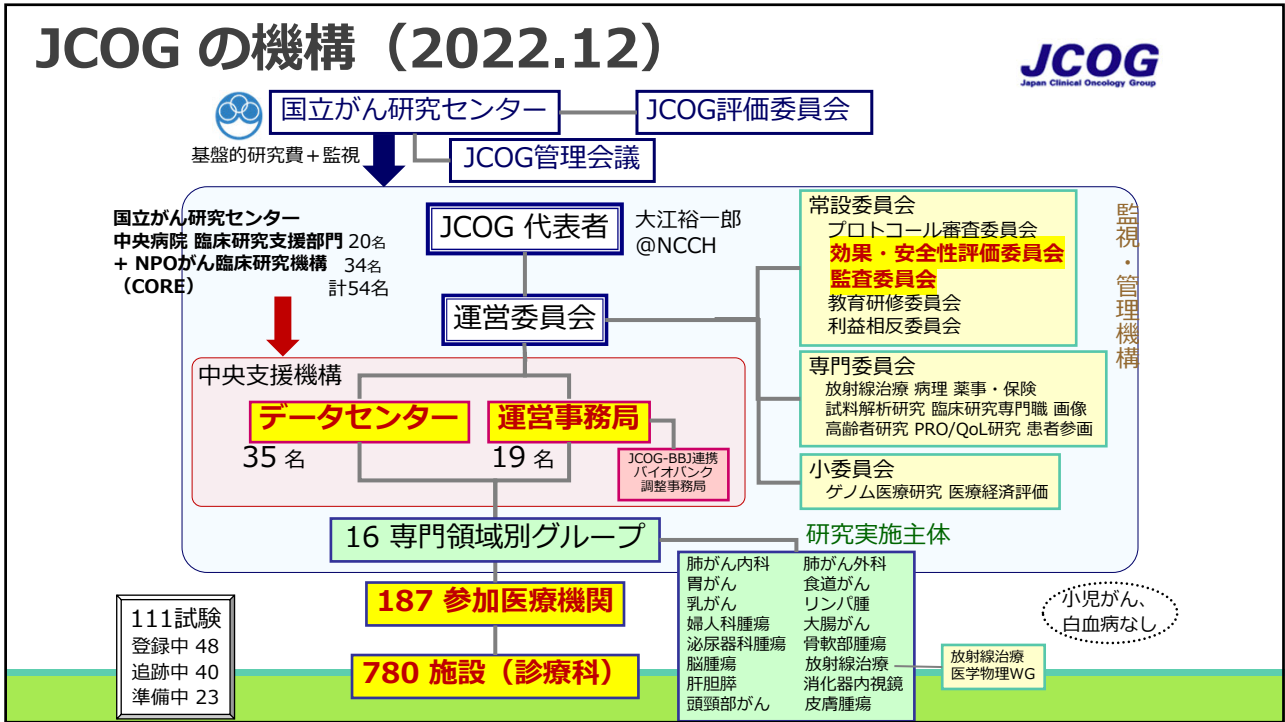 JCOG の機構（2022.12）
JCOG
Japan Clinical Oncology Group
国立がん研究センター
JCOG評価委員会
基盤的研究費＋監視
JCOG管理会議
国立がん研究センター
中央病院 臨床研究支援部門 20名
+ NPOがん臨床研究機構 34名
（CORE） 計54名
JCOG 代表者
大江裕一郎
@NCCH
運営委員会
常設委員会
プロトコール審査委員会
効果・安全性評価委員会
監査委員会
教育研修委員会
利益相反委員会
監視・管理機構
専門委員会
放射線治療 病理 薬事・保険
試料解析研究 臨床研究専門職 画像
高齢者研究 PRO/QoL研究 患者参画
小委員会
ゲノム医療研究 医療経済評価
中央支援機構
データセンター
35 名
運営事務局
19 名
JCOG-BBJ連携
バイオバンク
調整事務局
16 専門領域別グループ
研究実施主体
肺がん内科 肺がん外科
胃がん 食道がん
乳がん リンパ腫
婦人科腫瘍 大腸がん
泌尿器科腫瘍 骨軟部腫瘍
脳腫瘍 放射線治療
肝胆膵 消化器内視鏡
頭頸部がん 皮膚腫瘍
放射線治療
医学物理WG
小児がん、
白血病なし
187 参加医療機関
780 施設（診療科）
111試験
登録中 48
追跡中 40
準備中 23